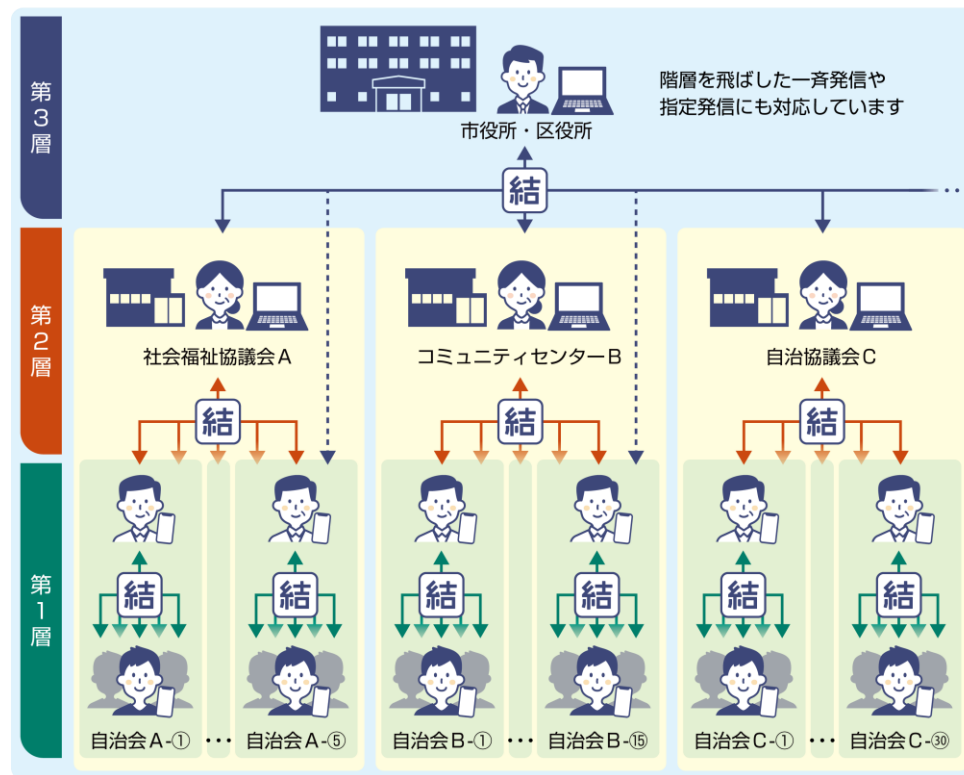 第3層
階層を飛ばした一斉発信や
指定発信にも対応しています
市役所・区役所
結
第2層
社会福祉協議会A
コミュニティセンターB
自治協議会C
結
結
結
第1層
結
結
結
結
結
結
自治会A-①
…
自治会A-⑤
自治会B-①
…
自治会B-⑮
自治会C-①
…
自治会C-㉚